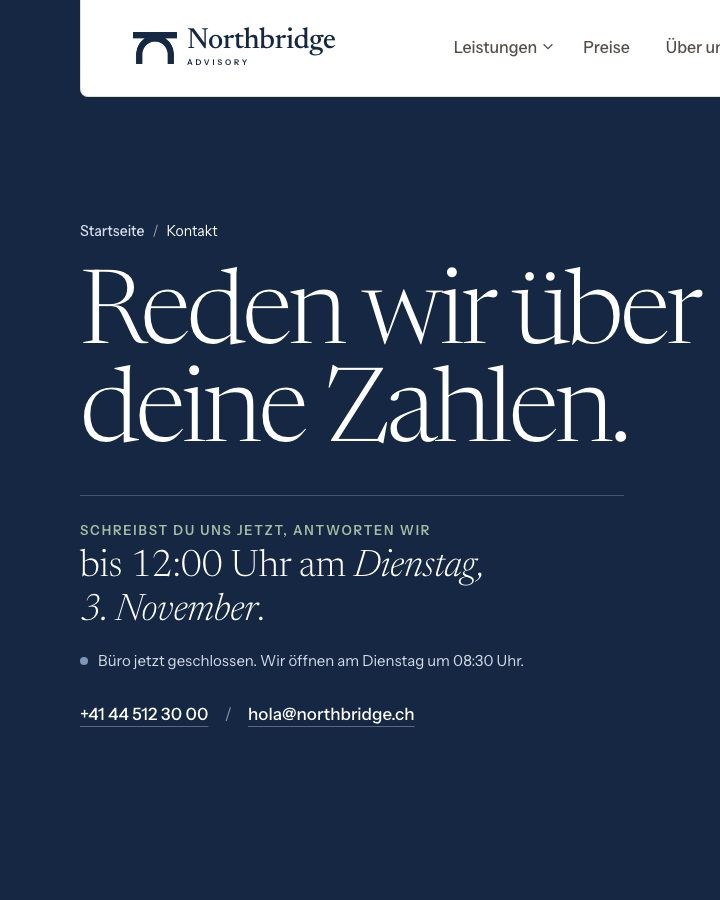 Northbridge
ADVISORY
Leistungen
Preise
Über
Startseite / Kontakt
Reden wir über
deine Zahlen.
SCHREIBST DU UNS JETZT, ANTWORTEN WIR
bis 12:00 Uhr am Dienstag,
3. November.
Büro jetzt geschlossen. Wir öffnen am Dienstag um 08:30 Uhr.
+41 44 512 30 00 / hola@northbridge.ch